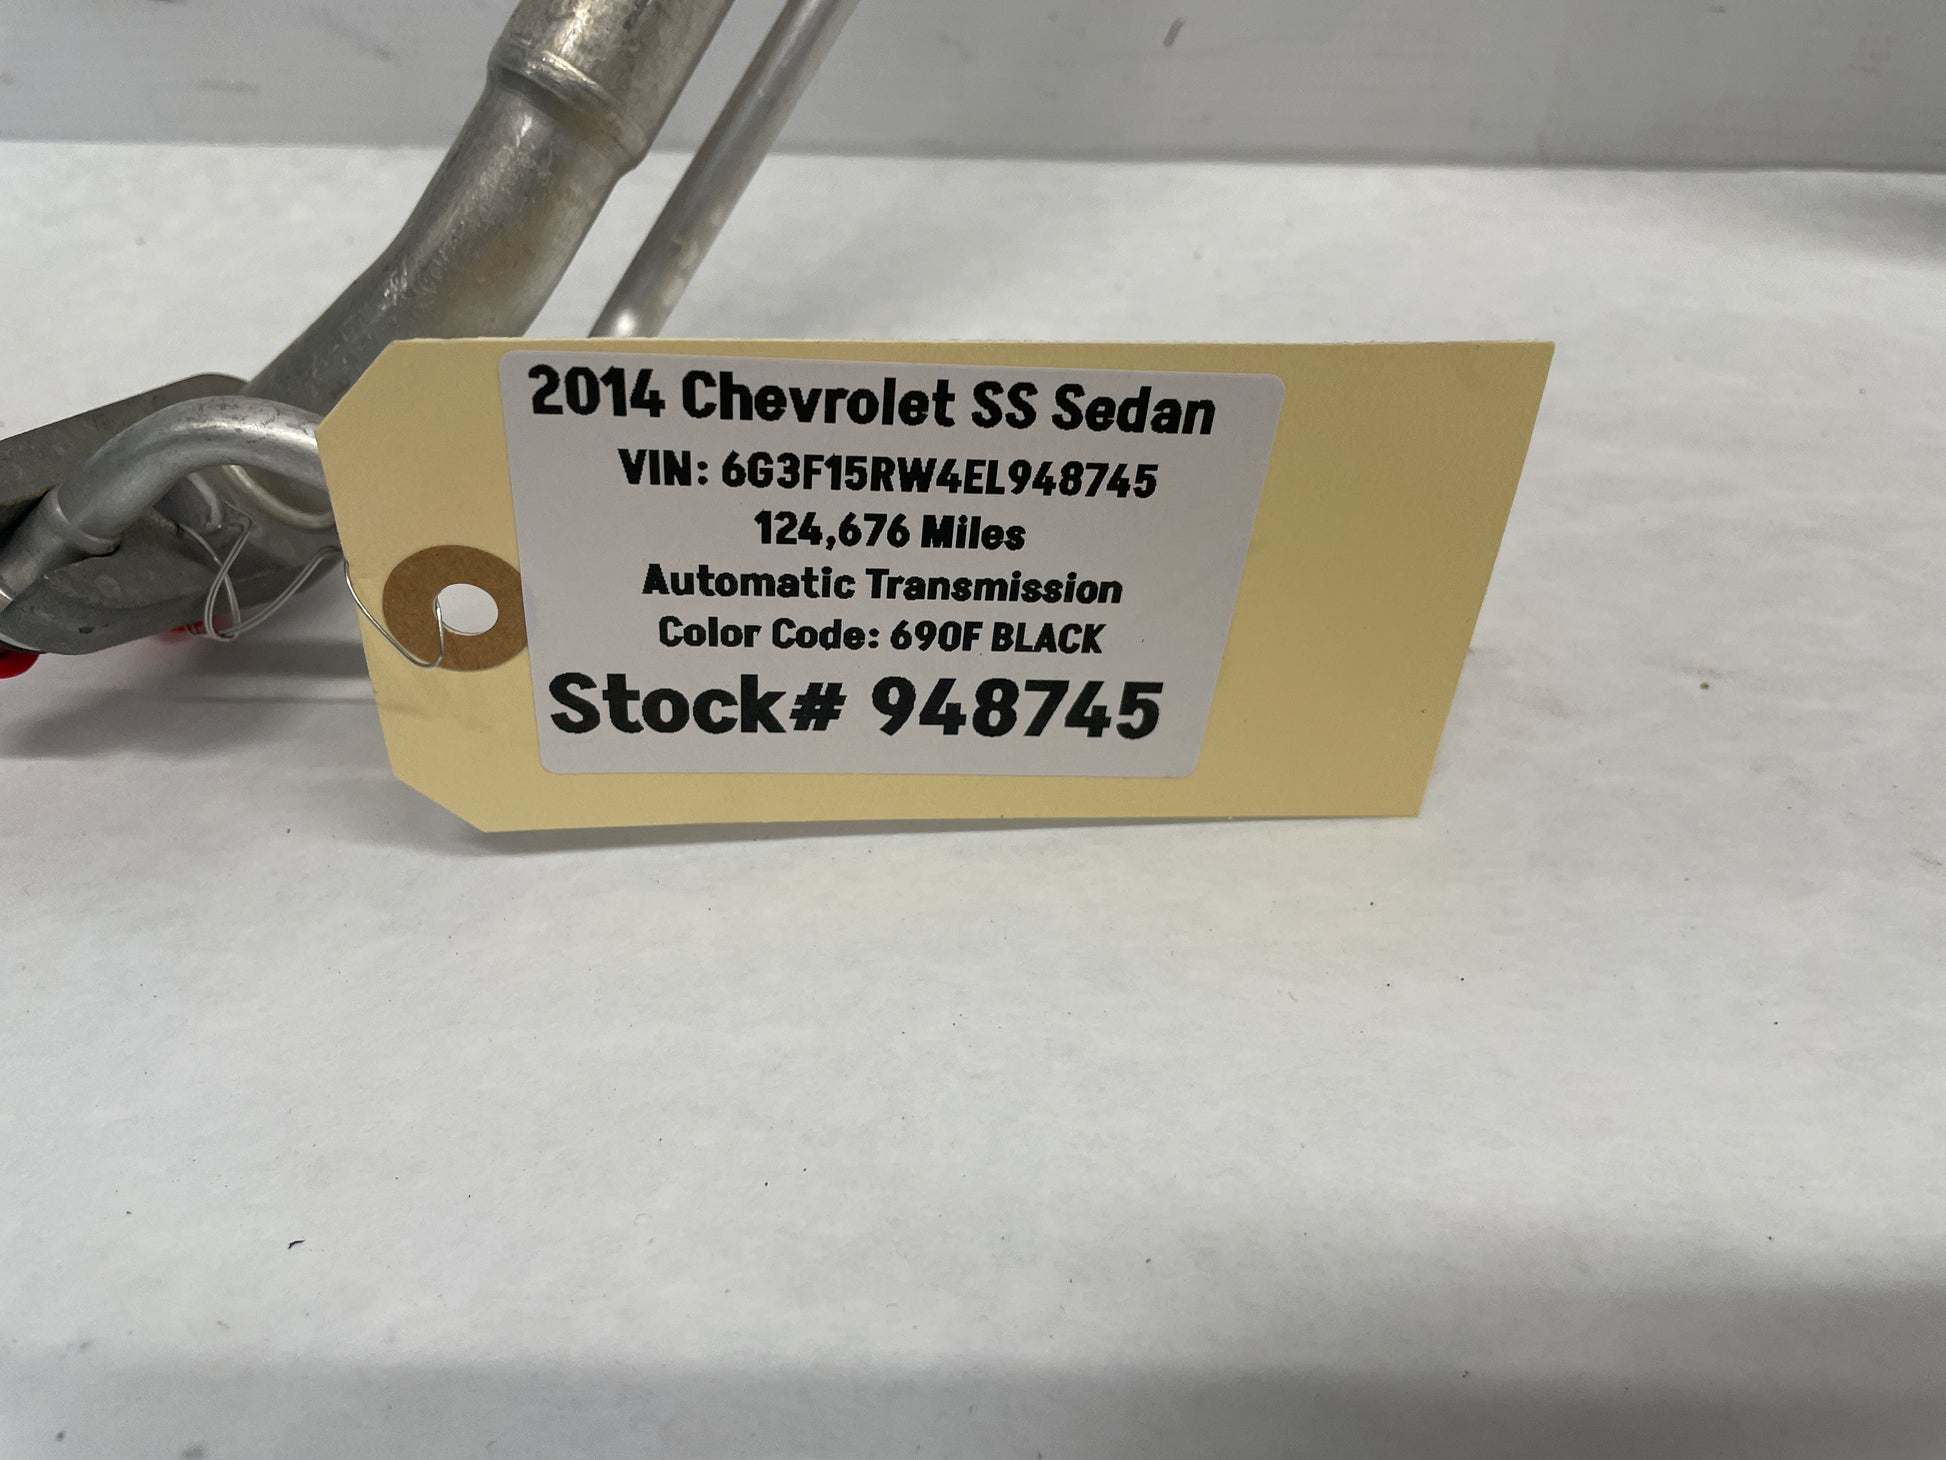 2014 Chevrolet SS Sedan
VIN: 6G3F15RW4EL948745
124,676 Miles
Automatic Transmission
Color Code: 690F BLACK
Stock# 948745